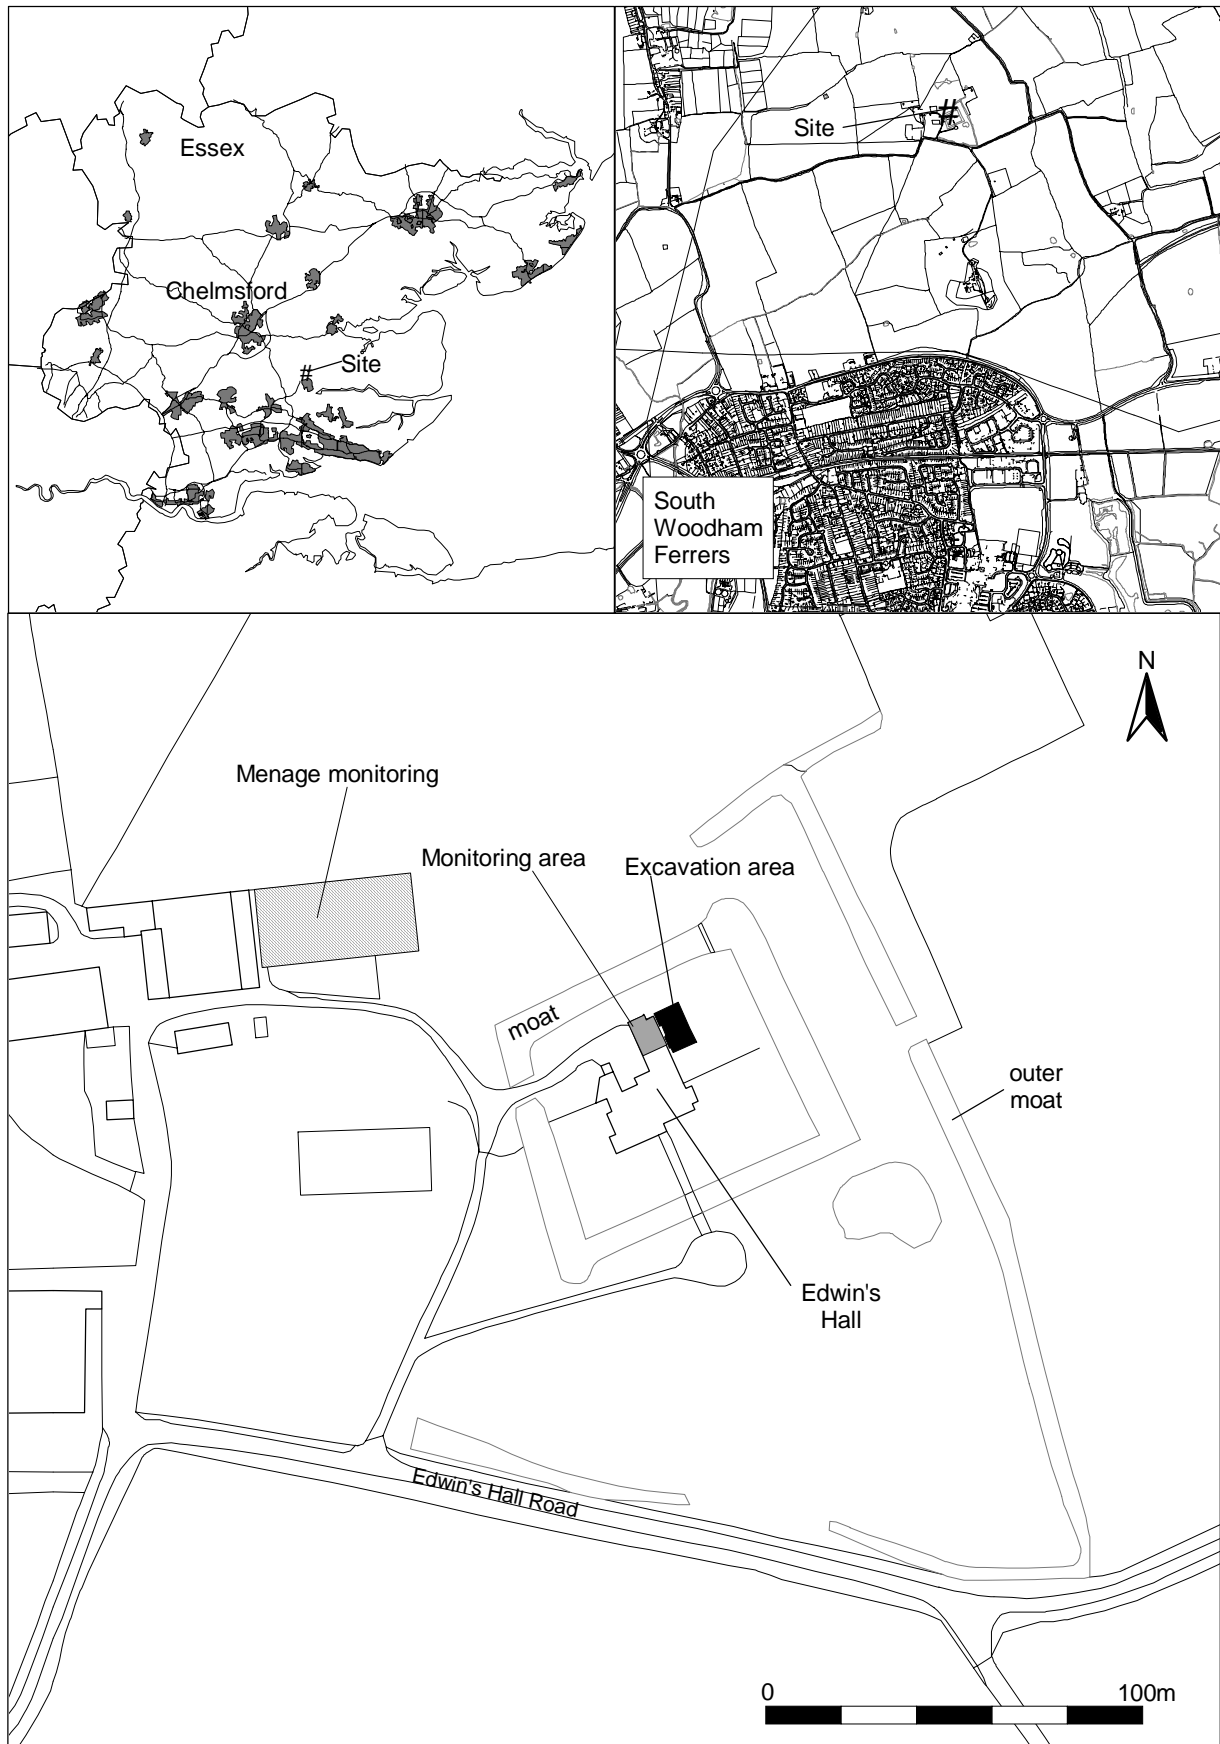 Essex
Chelmsford
# Site
Site #
South
Woodham
Ferrers
N
Menage monitoring
Monitoring area
Excavation area
moat
outer
moat
Edwin's
Hall
Edwin's Hall Road
0 100m